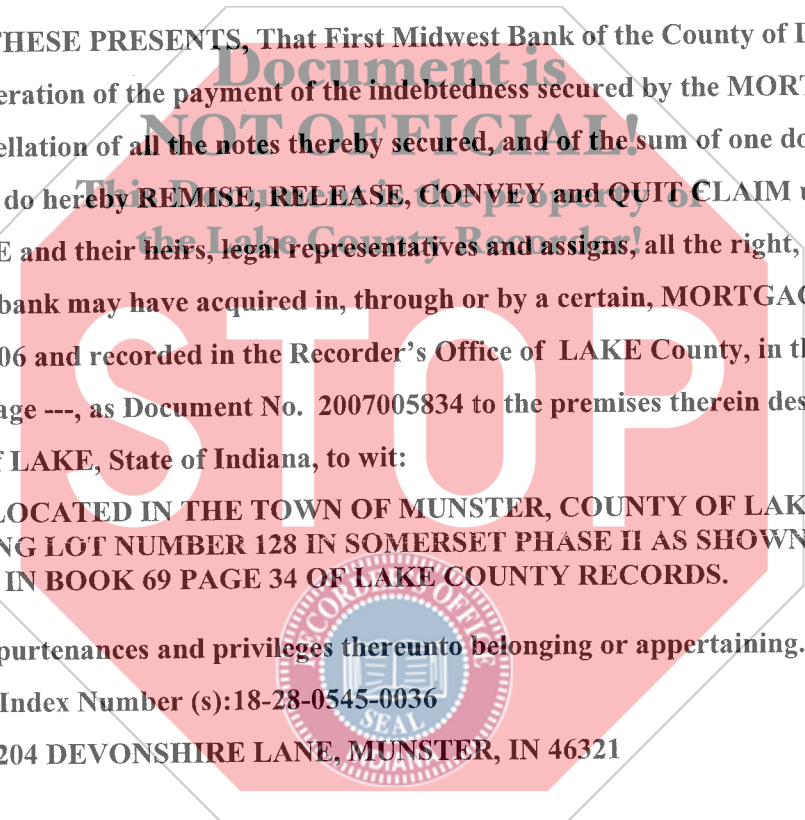 THESE PRESENTS, That First Midwest Bank of the County of
Document is
eration of the payment of the indebtedness secured by the MORT
NOT OFFICIAL!
ellation of all the notes thereby secured, and of the sum of one do
This Document is the property of
do hereby REMISE, RELEASE, CONVEY and QUIT CLAIM
the Lake County Recorder!
E and their heirs, legal representatives and assigns, all the right,
bank may have acquired in, through or by a certain, MORTGAG
06 and recorded in the Recorder's Office of LAKE County, in th
age ---, as Document No. 2007005834 to the premises therein des
f LAKE, State of Indiana, to wit:
STOP
LOCATED IN THE TOWN OF MUNSTER, COUNTY OF LAK
NG LOT NUMBER 128 IN SOMERSET PHASE II AS SHOWN
IN BOOK 69 PAGE 34 OF LAKE COUNTY RECORDS.
purtenances and privileges thereunto belonging or appertaining.
Index Number (s):18-28-0545-0036
204 DEVONSHIRE LANE, MUNSTER, IN 46321
RECORDER'S OFFICE
SEAL
INDIANA